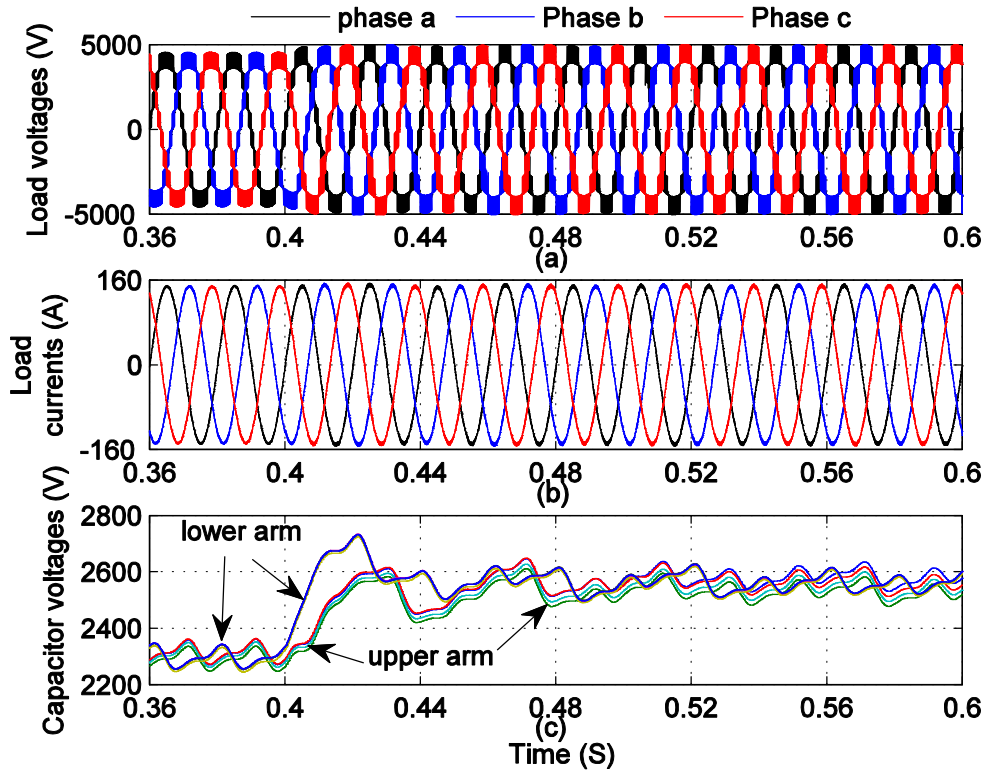 phase a Phase b Phase c
Load voltages (V)
5000
0
-5000
0.36 0.4 0.44 0.48 0.52 0.56 0.6
(a)
Load
currents (A)
160
0
-160
0.36 0.4 0.44 0.48 0.52 0.56 0.6
(b)
Capacitor voltages (V)
2800
2600
2400
2200
lower arm
upper arm
0.36 0.4 0.44 0.48 0.52 0.56 0.6
(c)
Time (S)